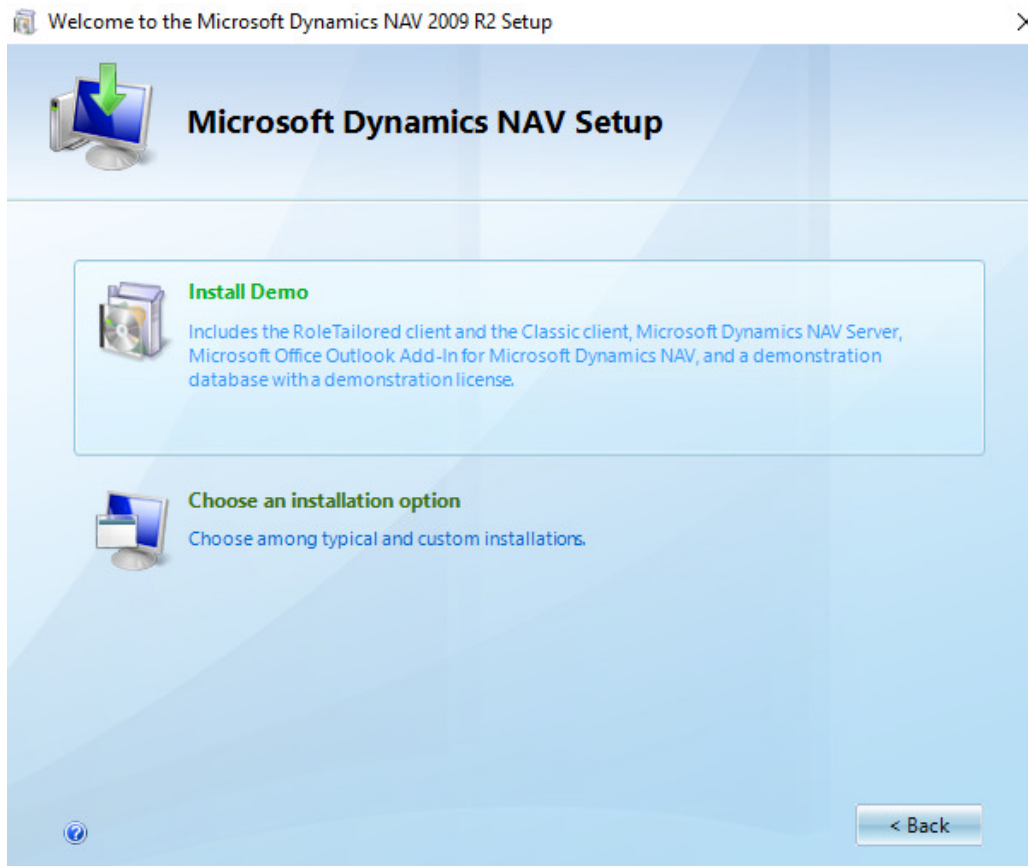 Welcome to the Microsoft Dynamics NAV 2009 R2 Setup
Microsoft Dynamics NAV Setup
Install Demo
Includes the RoleTailored client and the Classic client, Microsoft Dynamics NAV Server,
Microsoft Office Outlook Add-In for Microsoft Dynamics NAV, and a demonstration
database with a demonstration license.
Choose an installation option
Choose among typical and custom installations.
< Back